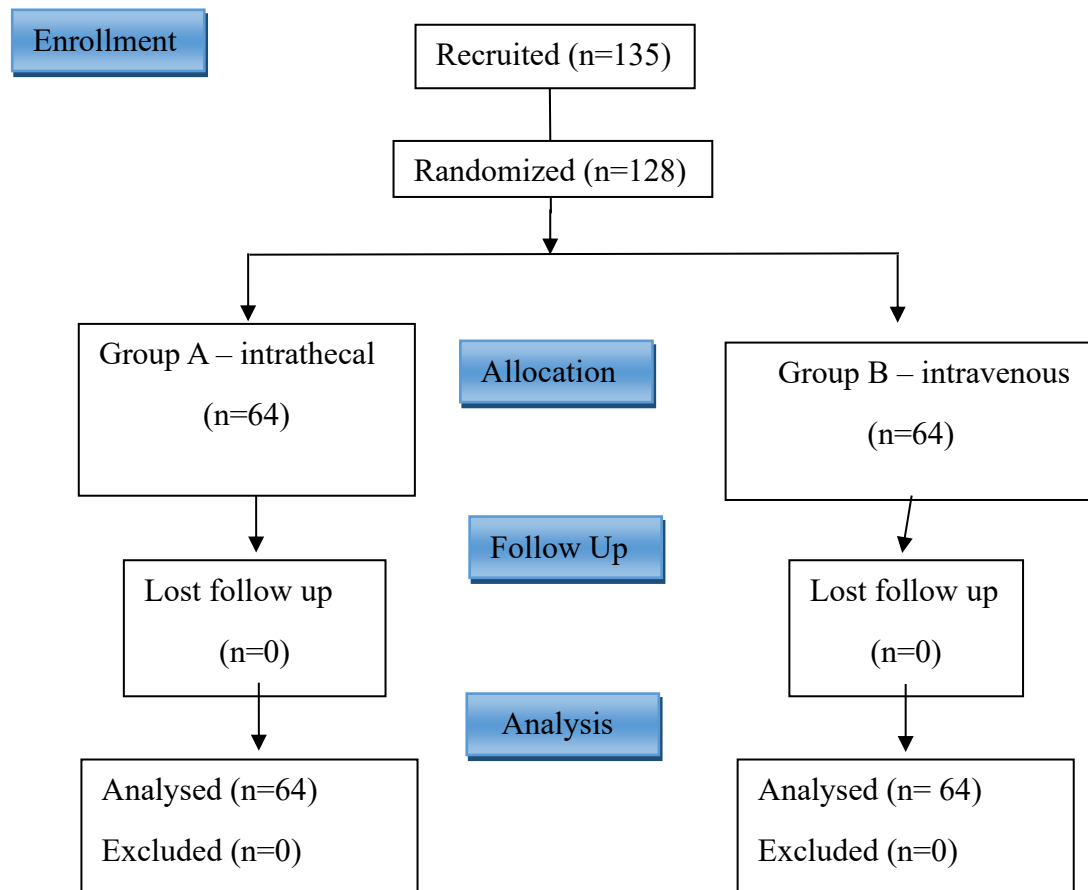 Enrollment
Recruited (n=135)
Randomized (n=128)
Group A – intrathecal
(n=64)
Allocation
Group B – intravenous
(n=64)
Follow Up
Lost follow up
(n=0)
Lost follow up
(n=0)
Analysis
Analysed (n=64)
Excluded (n=0)
Analysed (n= 64)
Excluded (n=0)